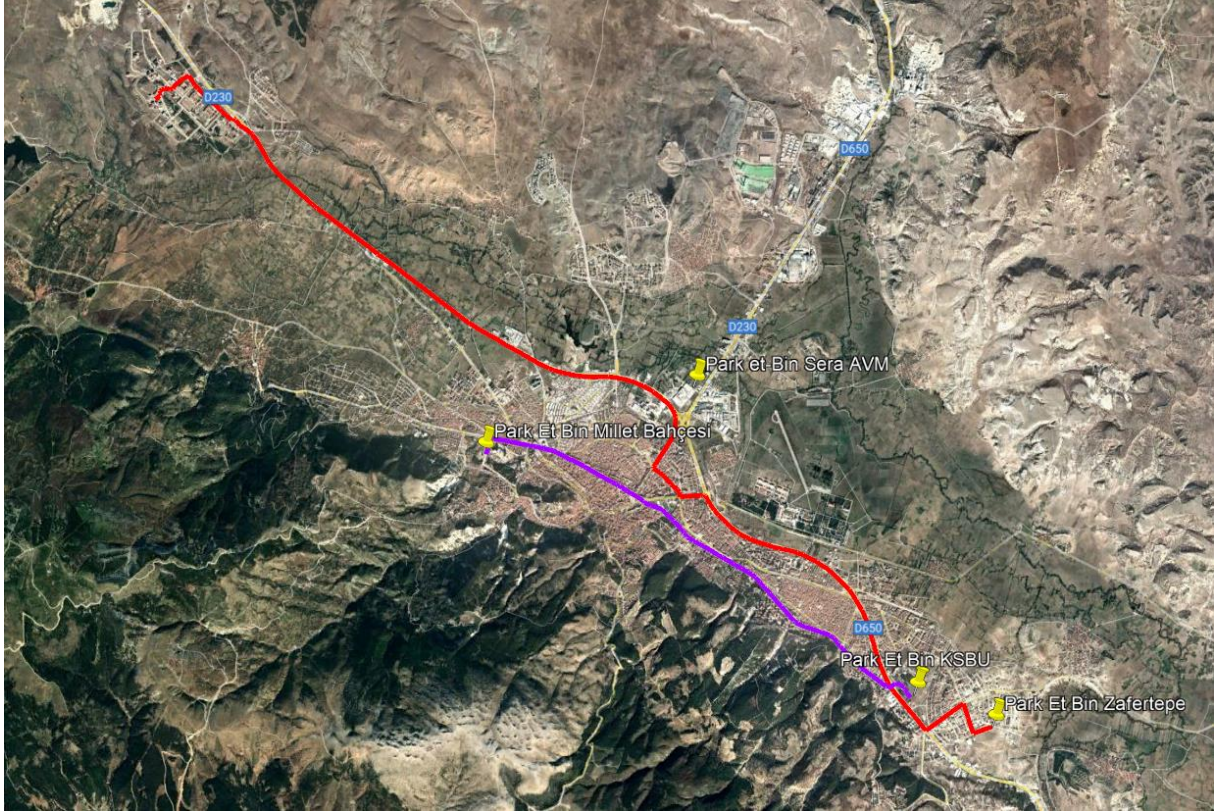 D230
D650
D230
Park et-Bin Sera AVM
Park Et Bin Millet Bahçesi
D650
Park Et Bin KSBU
Park Et Bin Zafertepe